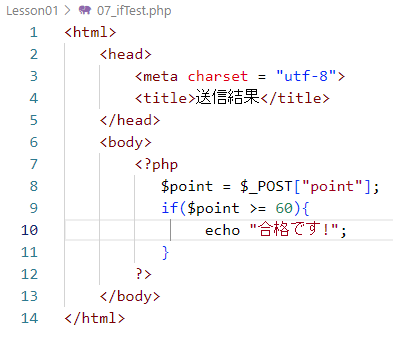 Lesson01 > 07_ifTest.php
1 <html>
2 <head>
3 <meta charset = "utf-8">
4 <title>送信結果</title>
5 </head>
6 <body>
7 <?php
8 $point = $_POST["point"];
9 if($point >= 60){
10 echo "合格です!";
11 }
12 ?>
13 </body>
14 </html>